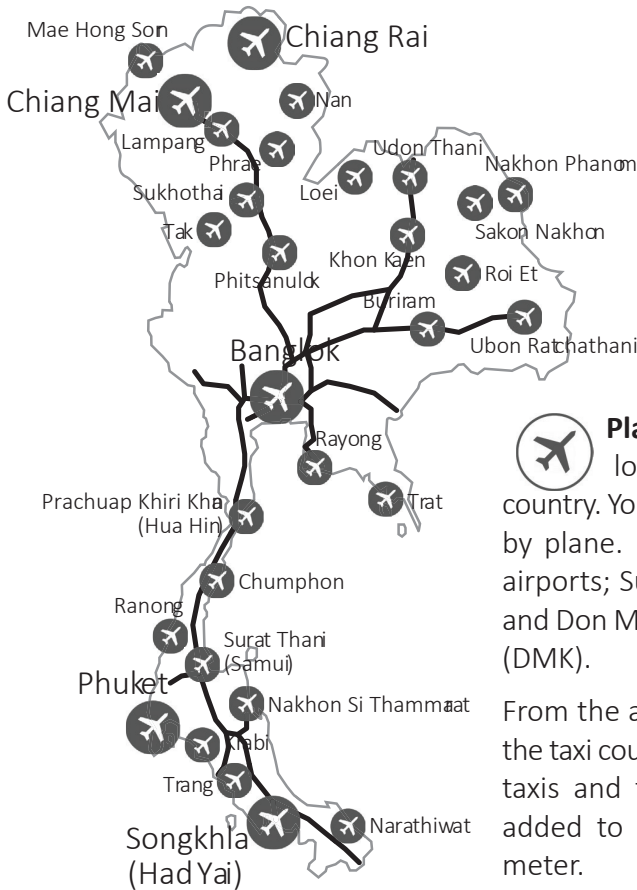 Mae Hong Son
Chiang Rai
Chiang Mai
Nan
Lampang
Phrae
Udon Thani
Nakhon Phanom
Sukhothai
Loei
Tak
Sakon Nakhon
Khon Kaen
Phitsanulok
Roi Et
Buriram
Ubon Ratchathani
Bangkok
Rayong
Prachuap Khiri Khan
(Hua Hin)
Trat
Chumphon
Ranong
Surat Thani
(Samui)
Phuket
Nakhon Si Thammarat
Krabi
Trang
Songkhla
(Had Yai)
Narathiwat
Pla
lo
country. Yo
by plane.
airports; Su
and Don M
(DMK).
From the a
the taxi cou
taxis and t
added to
meter.